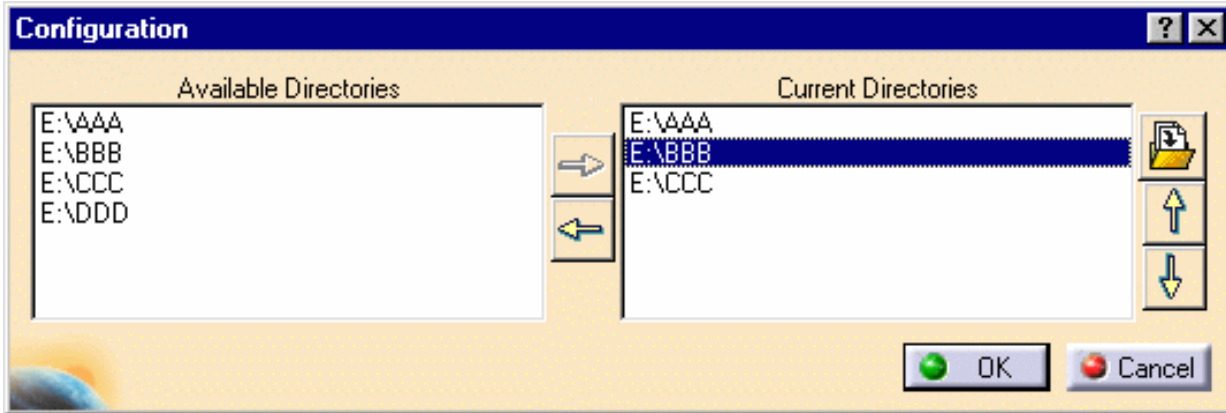 Configuration
Available Directories
E:\AAA
E:\BBB
E:\CCC
E:\DDD
Current Directories
E:\AAA
E:\BBB
E:\CCC
OK
Cancel